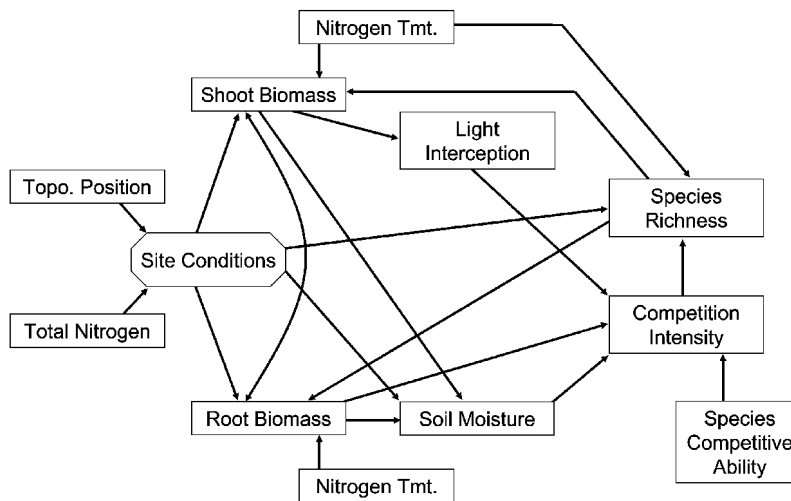 Nitrogen Tmt.
Shoot Biomass
Light
Interception
Topo. Position
Species
Richness
Site Conditions
Total Nitrogen
Competition
Intensity
Root Biomass
Soil Moisture
Species
Competitive
Ability
Nitrogen Tmt.